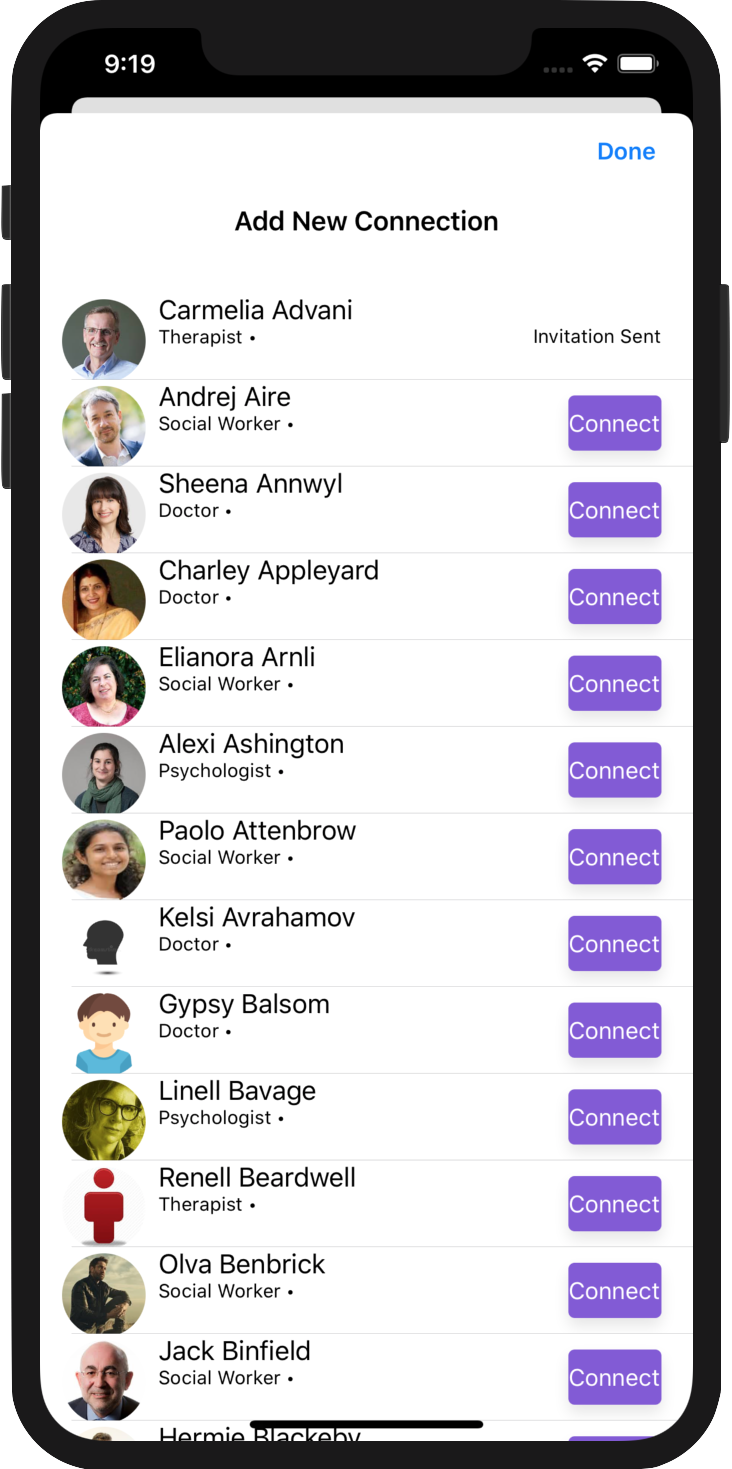 9:19
Done
Add New Connection
Carmelia Advani
Therapist •
Invitation Sent
Andrej Aire
Social Worker •
Connect
Sheena Annwyl
Doctor •
Connect
Charley Appleyard
Doctor •
Connect
Elianora Arnli
Social Worker •
Connect
Alexi Ashington
Psychologist •
Connect
Paolo Attenbrow
Social Worker •
Connect
Kelsi Avrahamov
Doctor •
Connect
Gypsy Balsom
Doctor •
Connect
Linell Bavage
Psychologist •
Connect
Renell Beardwell
Therapist •
Connect
Olva Benbrick
Social Worker •
Connect
Jack Binfield
Social Worker •
Connect
Hermie Blackeby